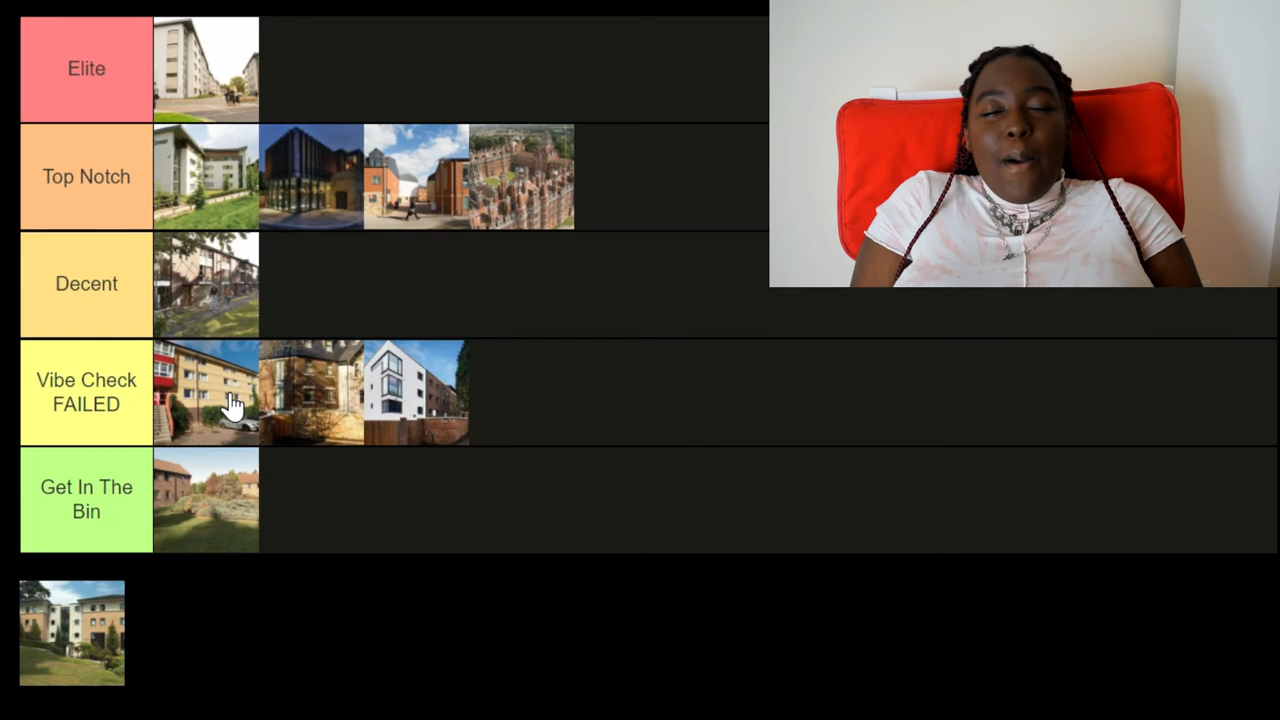 Elite
Top Notch
Decent
Vibe Check
FAILED
Get In The
Bin